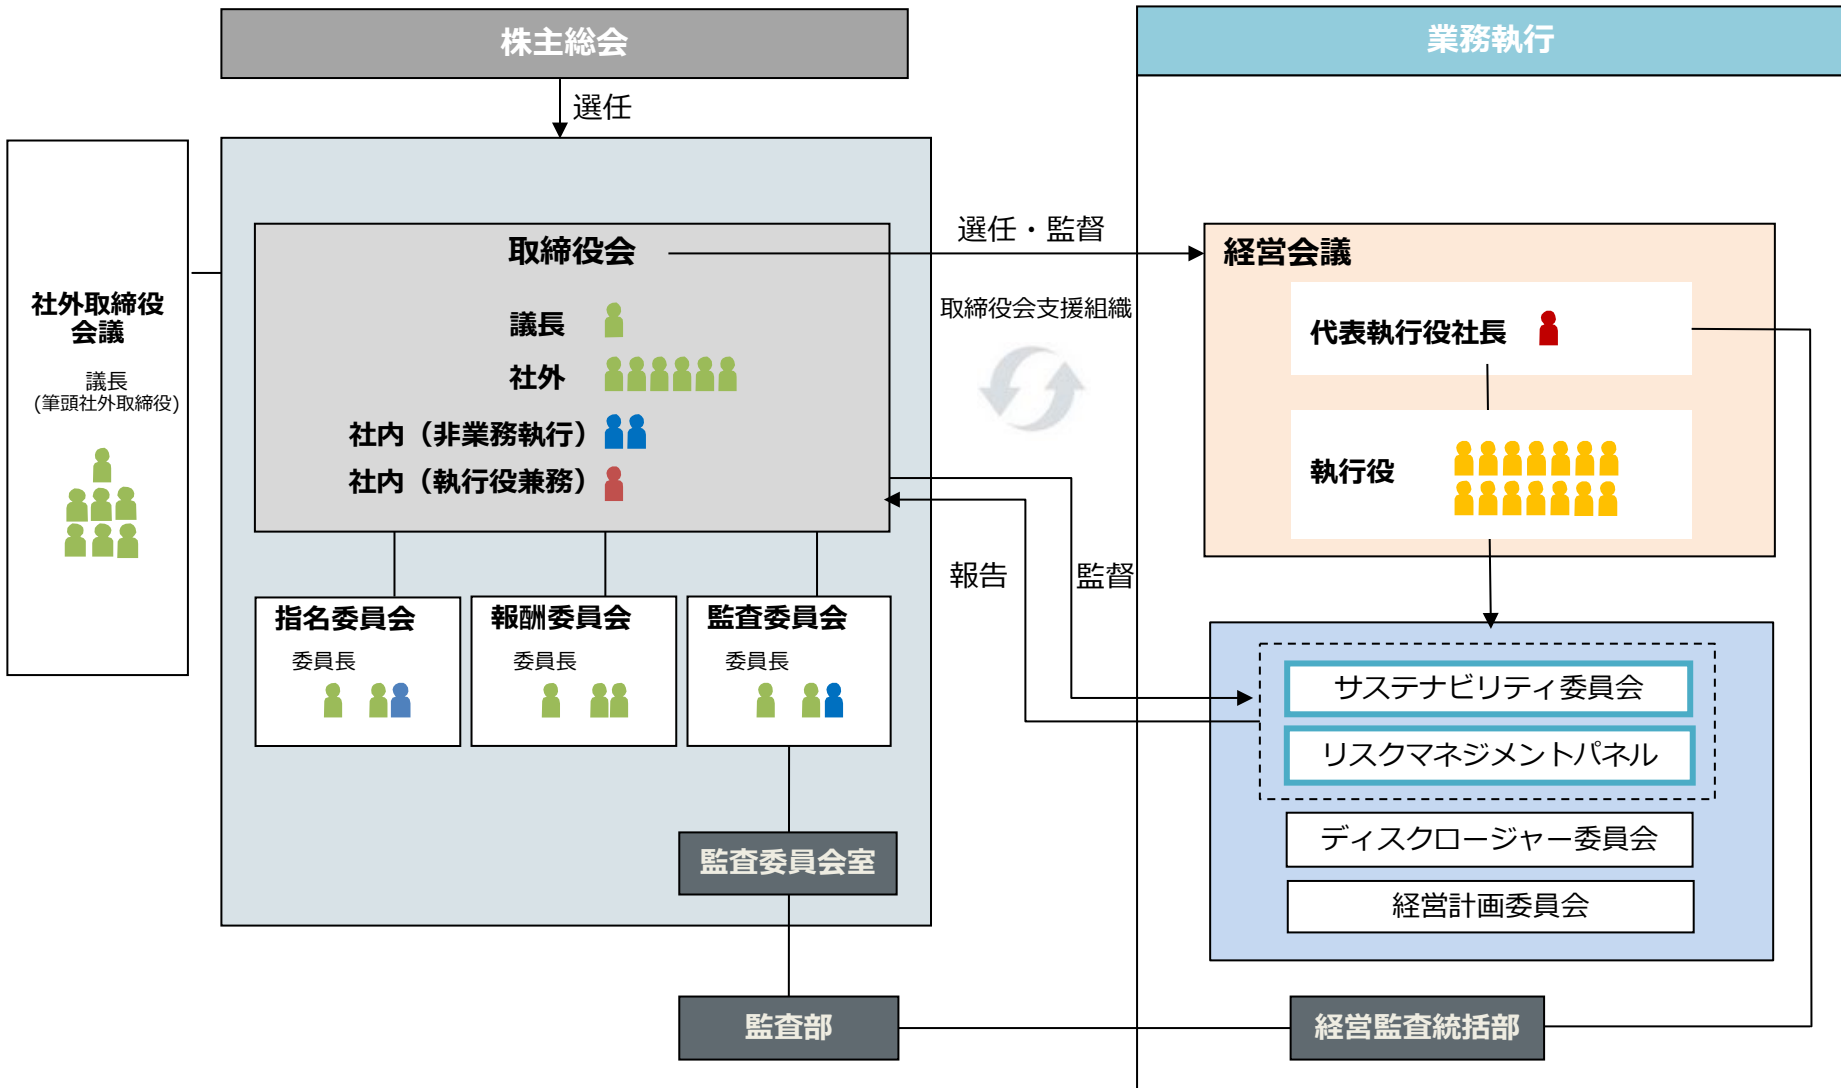 株主総会
業務執行
選任
社外取締役
会議
議長
(筆頭社外取締役)
取締役会
議長
社外
社内（非業務執行）
社内（執行役兼務）
選任・監督
取締役会支援組織
経営会議
代表執行役社長
執行役
報告
監督
指名委員会
委員長
報酬委員会
委員長
監査委員会
委員長
サステナビリティ委員会
リスクマネジメントパネル
ディスクロージャー委員会
経営計画委員会
監査委員会室
監査部
経営監査統括部